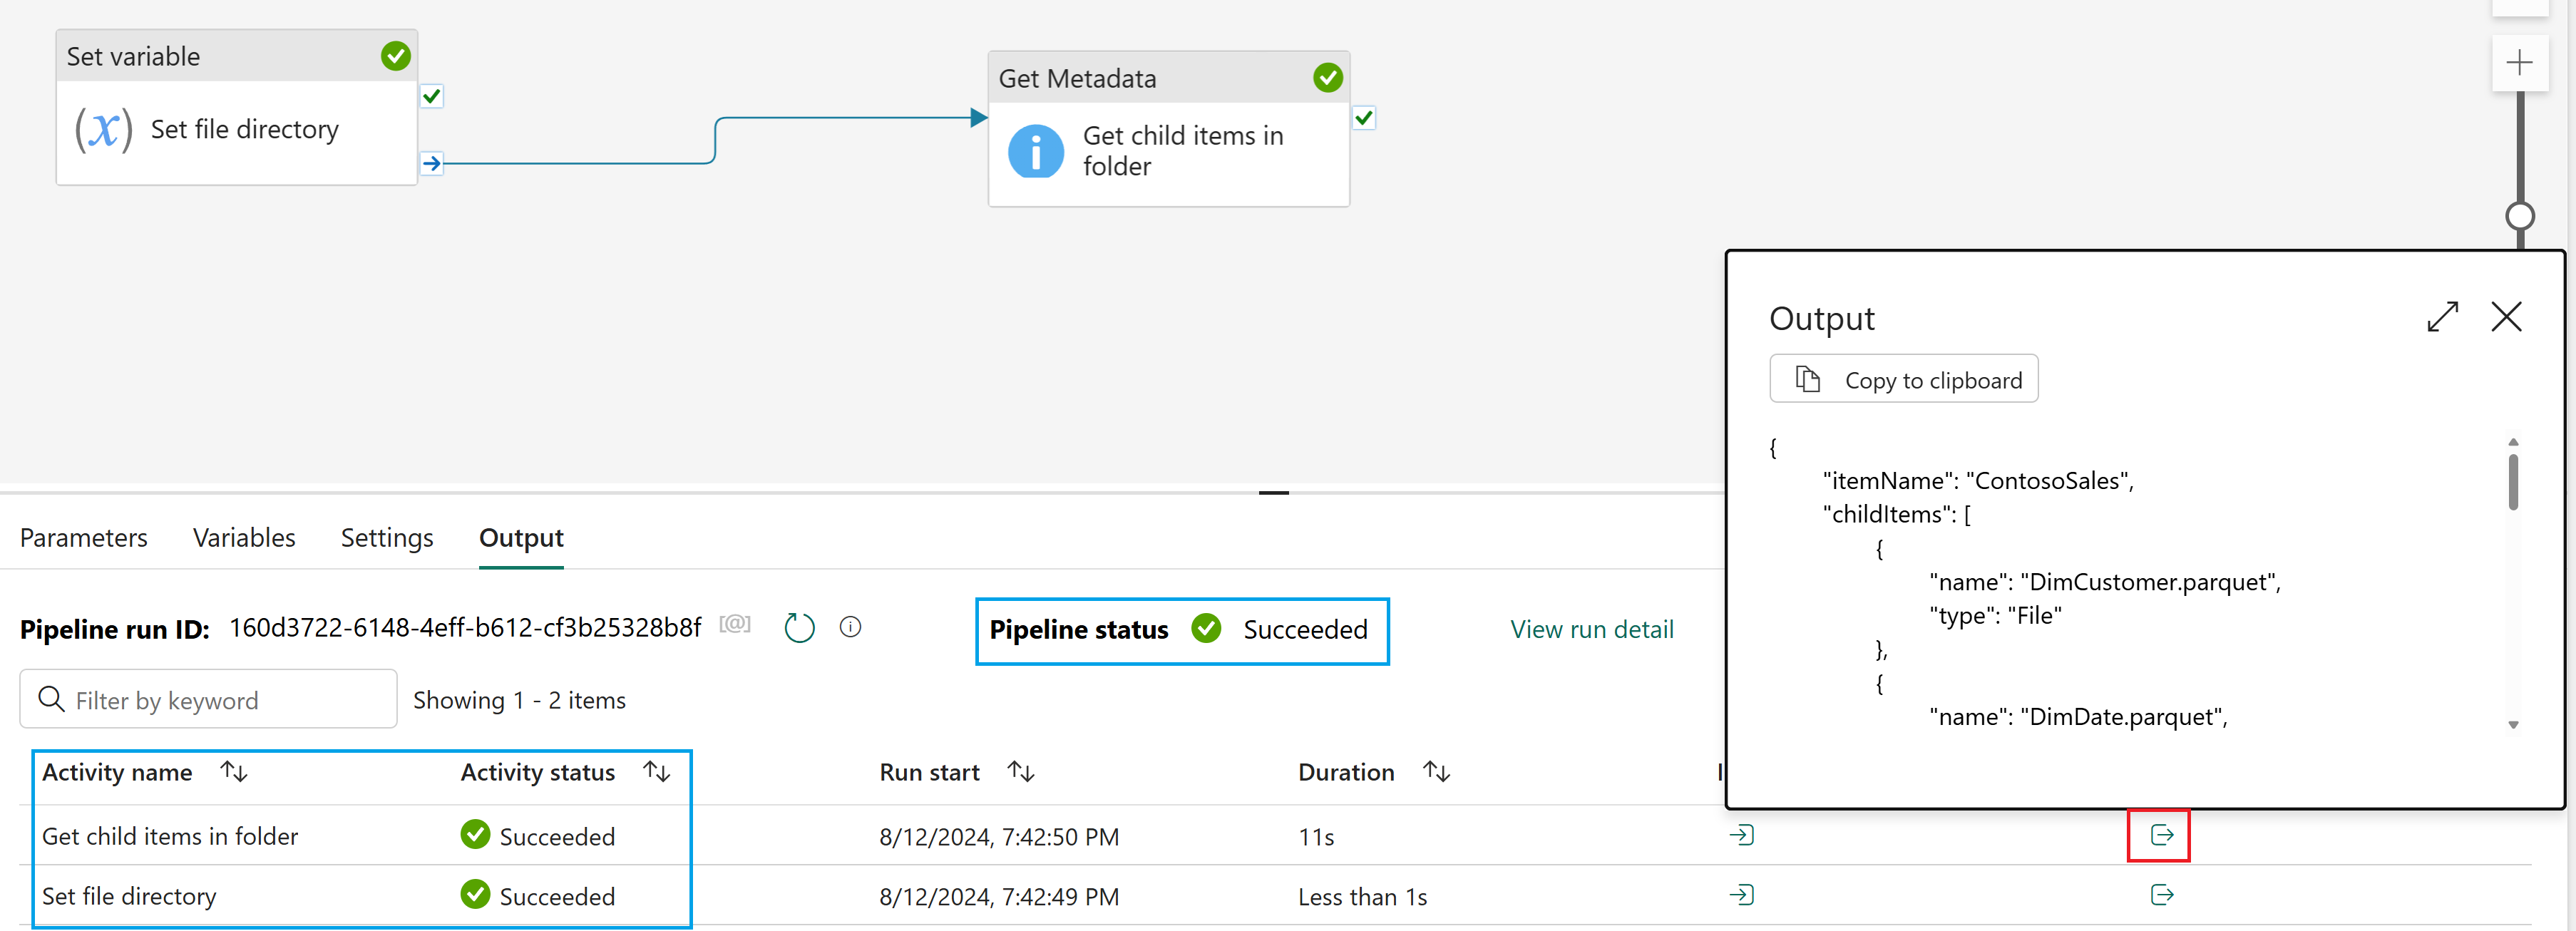 Set variable
(x) Set file directory
Get Metadata
Get child items in
folder
Output
Copy to clipboard
{
"itemName": "ContosoSales",
"childItems": [
{
"name": "DimCustomer.parquet",
"type": "File"
},
{
"name": "DimDate.parquet",
Parameters Variables Settings Output
Pipeline run ID: 160d3722-6148-4eff-b612-cf3b25328b8f [@] Pipeline status Succeeded View run detail
Filter by keyword Showing 1 - 2 items
Activity name Activity status Run start Duration
Get child items in folder Succeeded 8/12/2024, 7:42:50 PM 11s
Set file directory Succeeded 8/12/2024, 7:42:49 PM Less than 1s